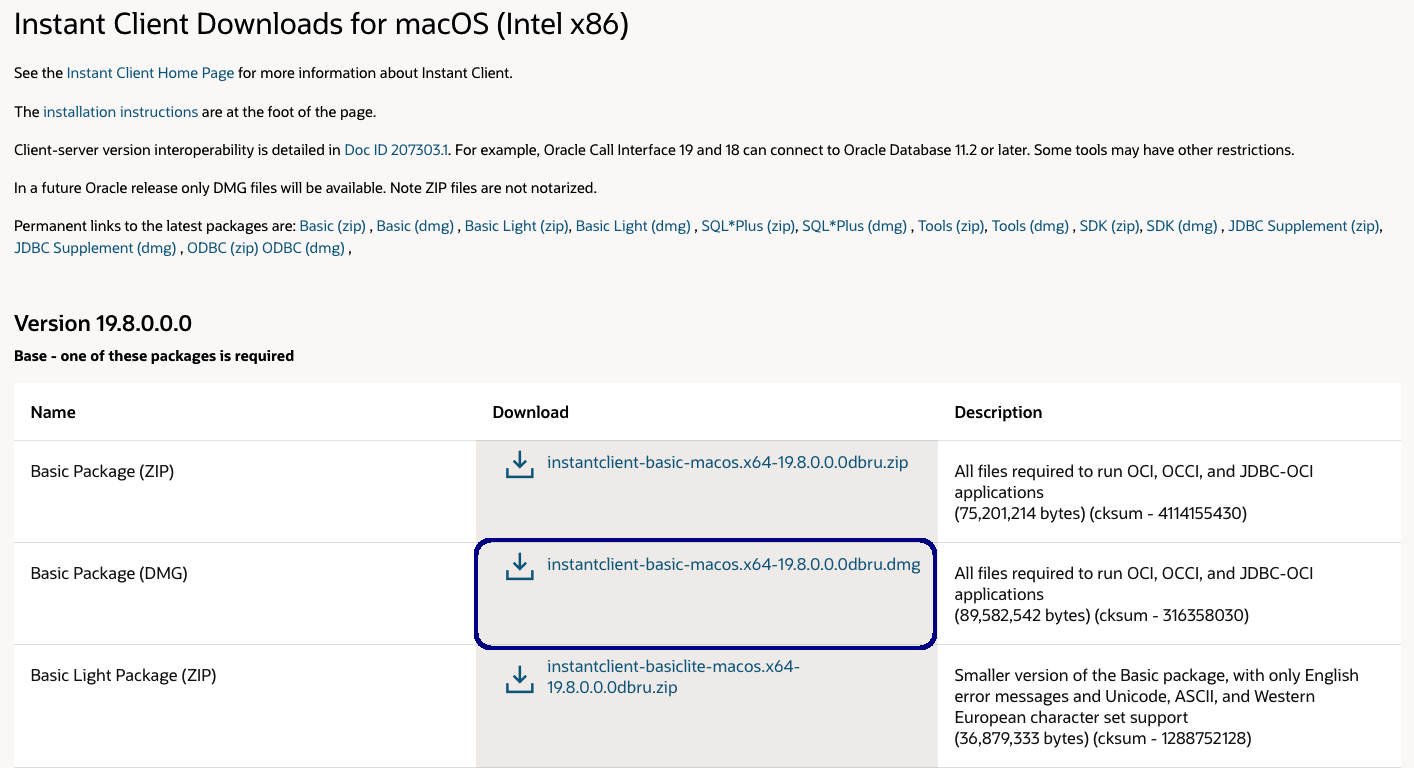 Instant Client Downloads for macOS (Intel x86)
See the Instant Client Home Page for more information about Instant Client.
The installation instructions are at the foot of the page.
Client-server version interoperability is detailed in Doc ID 207303.1. For example, Oracle Call Interface 19 and 18 can connect to Oracle Database 11.2 or later. Some tools may have other restrictions.
In a future Oracle release only DMG files will be available. Note ZIP files are not notarized.
Permanent links to the latest packages are: Basic (zip) , Basic (dmg) , Basic Light (zip), Basic Light (dmg) , SQL*Plus (zip), SQL*Plus (dmg) , Tools (zip), Tools (dmg) , SDK (zip), SDK (dmg) , JDBC Supplement (zip),
JDBC Supplement (dmg) , ODBC (zip) ODBC (dmg) ,
Version 19.8.0.0.0
Base - one of these packages is required
Name Download Description
Basic Package (ZIP)
instantclient-basic-macos.x64-19.8.0.0.0dbru.zip
All files required to run OCI, OCCI, and JDBC-OCI
applications
(75,201,214 bytes) (cksum - 4114155430)
Basic Package (DMG)
instantclient-basic-macos.x64-19.8.0.0.0dbru.dmg
All files required to run OCI, OCCI, and JDBC-OCI
applications
(89,582,542 bytes) (cksum - 316358030)
Basic Light Package (ZIP)
instantclient-basiclite-macos.x64-
19.8.0.0.0dbru.zip
Smaller version of the Basic package, with only English
error messages and Unicode, ASCII, and Western
European character set support
(36,879,333 bytes) (cksum - 1288752128)